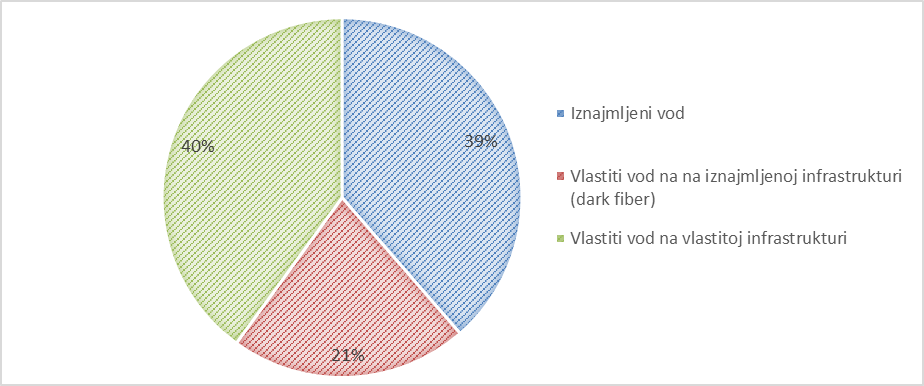 39%
21%
40%
Iznajmljeni vod
Vlastiti vod na na iznajmljenoj infrastrukturi
(dark fiber)
Vlastiti vod na vlastitoj infrastrukturi